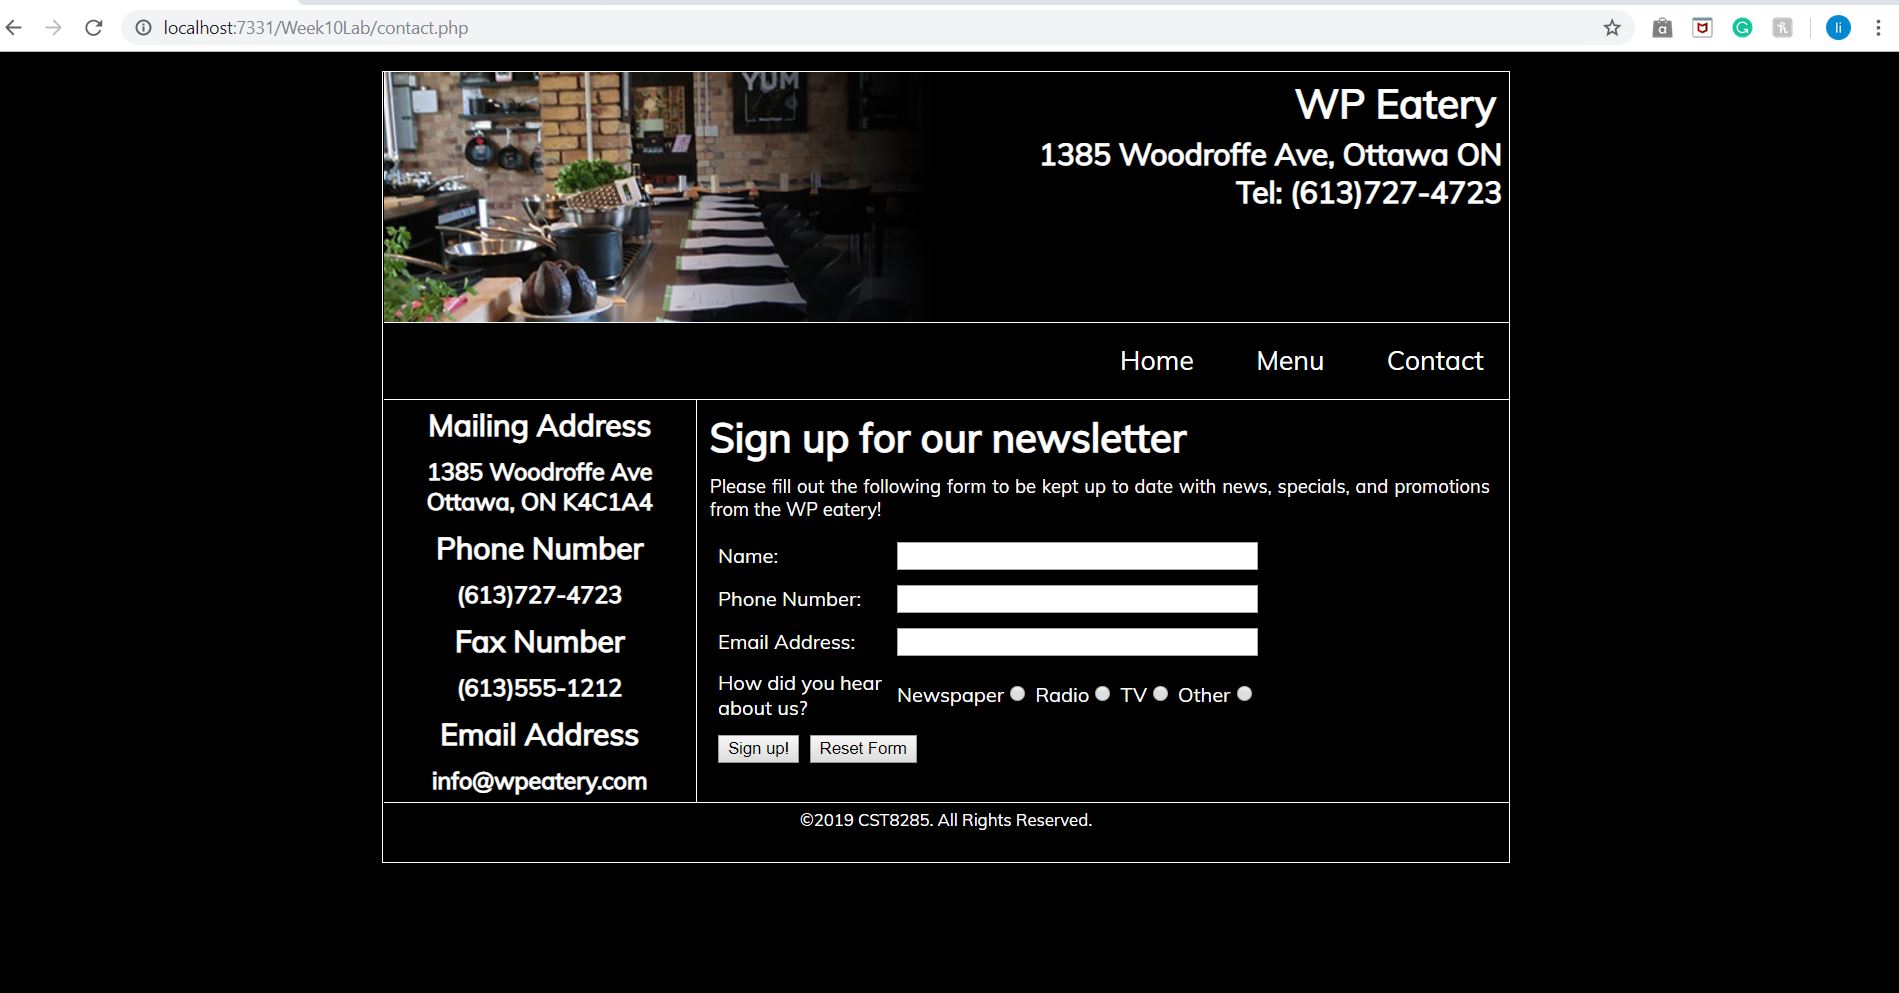 localhost:7331/Week10Lab/contact.php
li
YUM
WP Eatery
1385 Woodroffe Ave, Ottawa ON
Tel: (613)727-4723
Home Menu Contact
Mailing Address
1385 Woodroffe Ave
Ottawa, ON K4C1A4
Phone Number
(613)727-4723
Fax Number
(613)555-1212
Email Address
info@wpeatery.com
Sign up for our newsletter
Please fill out the following form to be kept up to date with news, specials, and promotions
from the WP eatery!
Name:
Phone Number:
Email Address:
How did you hear
about us?
Newspaper Radio TV Other
Sign up! Reset Form
©2019 CST8285. All Rights Reserved.